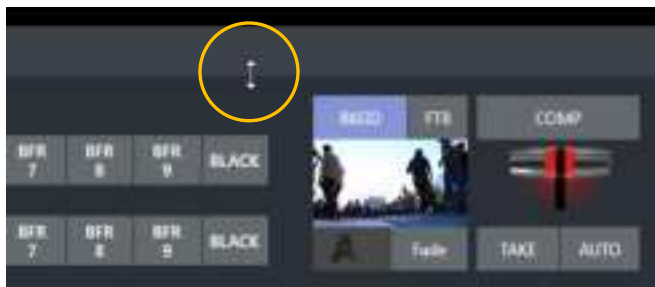 BKGD FTB COMP
BFR 7 BFR 8 BFR 9 BLACK
BFR 7 BFR 8 BFR 9 BLACK
A Fade TAKE AUTO